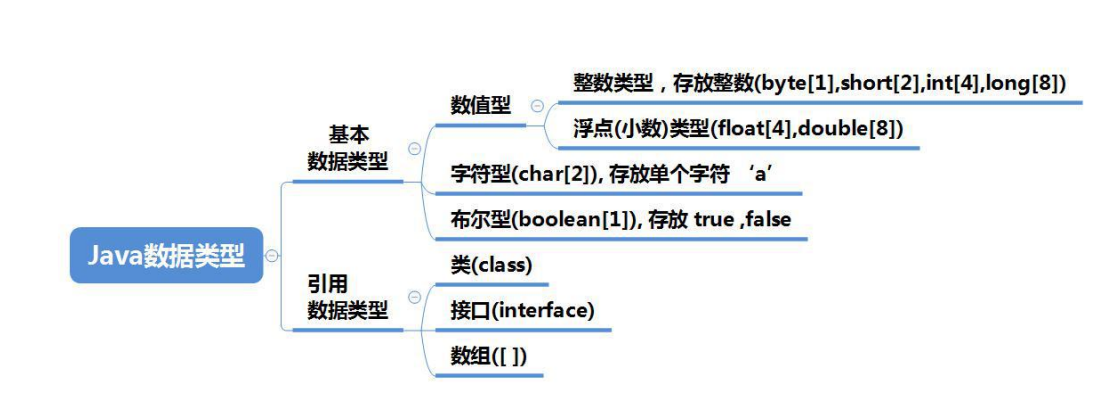 整数类型，存放整数(byte[1],short[2],int[4],long[8])
数值型
浮点(小数)类型(float[4],double[8])
基本
数据类型
字符型(char[2]), 存放单个字符 ‘a’
布尔型(boolean[1]), 存放 true ,false
Java数据类型
类(class)
引用
数据类型
接口(interface)
数组([ ])